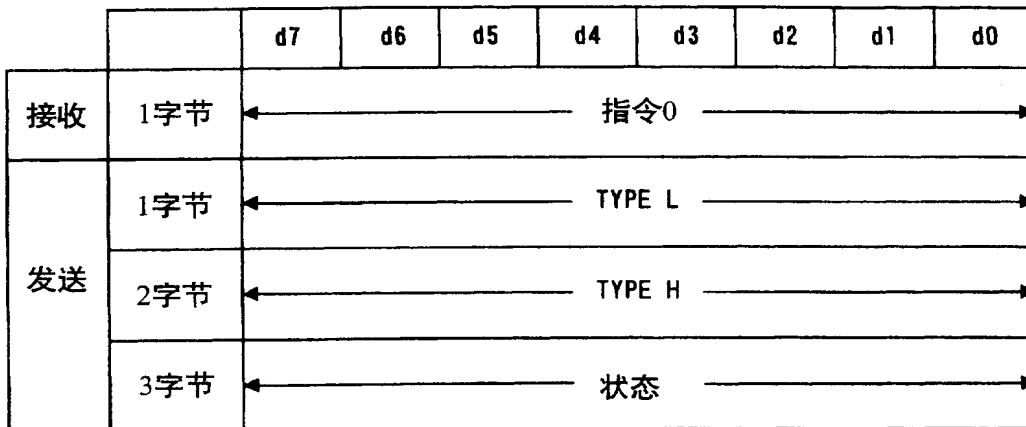 d7 d6 d5 d4 d3 d2 d1 d0
接收 1字节 指令0
1字节 TYPE L
发送 2字节 TYPE H
3字节 状态